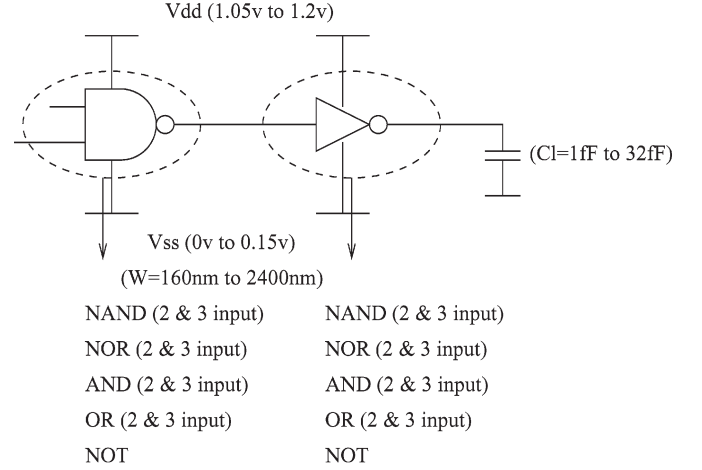 Vdd (1.05v to 1.2v)
(Cl=1fF to 32fF)
Vss (0v to 0.15v)
(W=160nm to 2400nm)
NAND (2 & 3 input)
NOR (2 & 3 input)
AND (2 & 3 input)
OR (2 & 3 input)
NOT
NAND (2 & 3 input)
NOR (2 & 3 input)
AND (2 & 3 input)
OR (2 & 3 input)
NOT